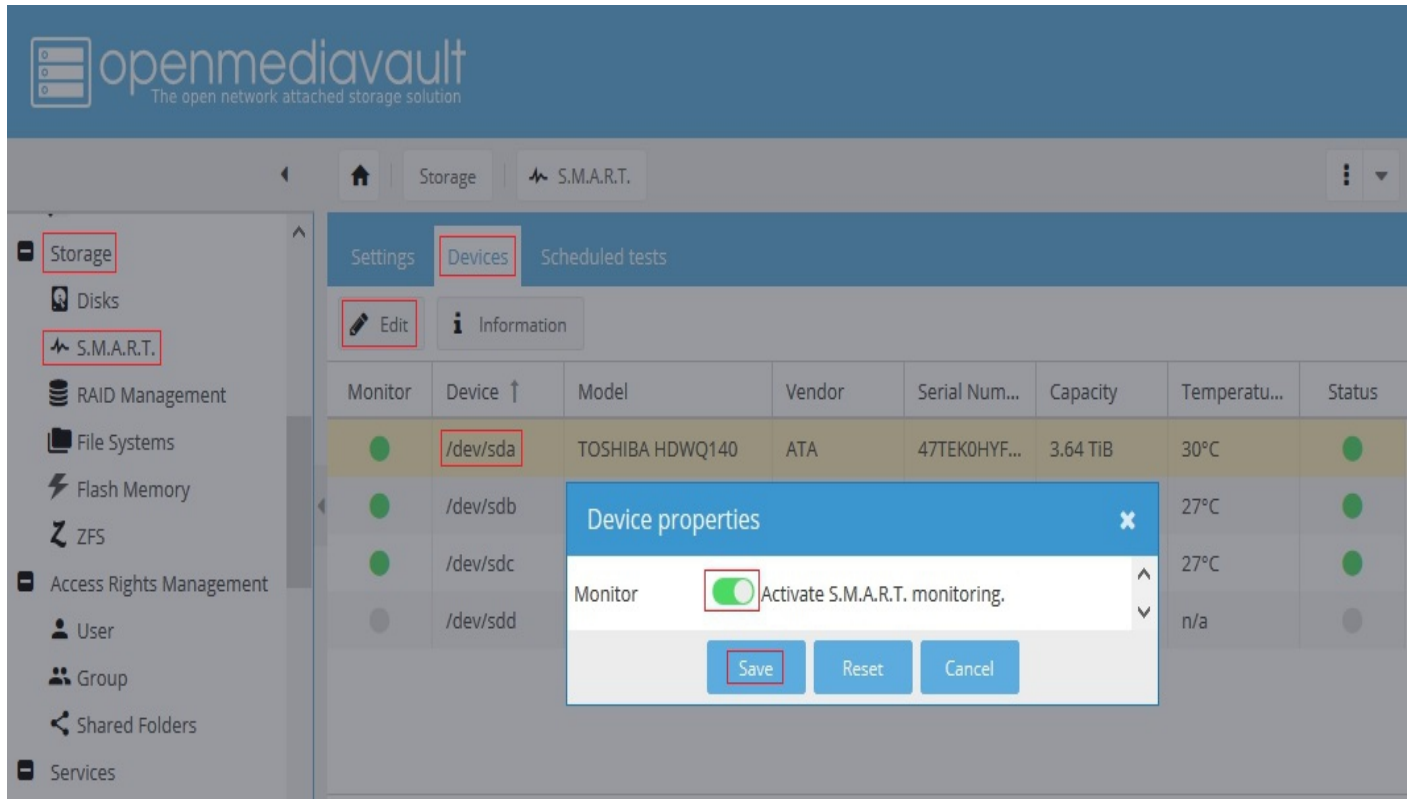 openmediavault
The open network attached storage solution
Storage S.M.A.R.T.
Storage
Disks
S.M.A.R.T.
RAID Management
File Systems
Flash Memory
ZFS
Access Rights Management
User
Group
Shared Folders
Services
Settings Devices Scheduled tests
Edit Information
Monitor Device ↑ Model Vendor Serial Num... Capacity Temperatu... Status
/dev/sda TOSHIBA HDWQ140 ATA 47TEK0HYF... 3.64 TiB 30°C
/dev/sdb 27°C
/dev/sdc 27°C
/dev/sdd n/a
Device properties
Monitor Activate S.M.A.R.T. monitoring.
Save Reset Cancel